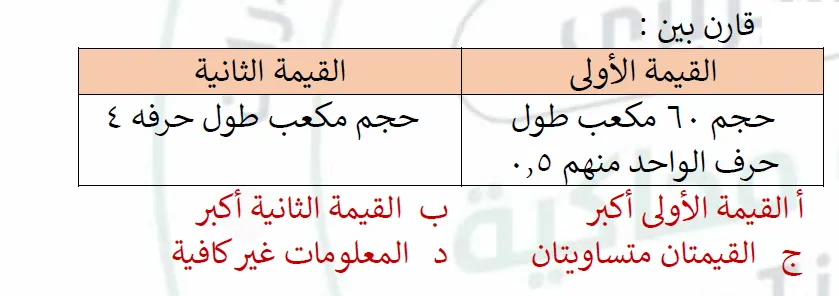 قارن بين :
القيمة الأولى القيمة الثانية
حجم ٦٠ مكعب طول حجم مكعب طول حرفه ٤
حرف الواحد منهم ٠,٥
أ القيمة الأولى أكبر ب القيمة الثانية أكبر
ج القيمتان متساويتان د المعلومات غير كافية